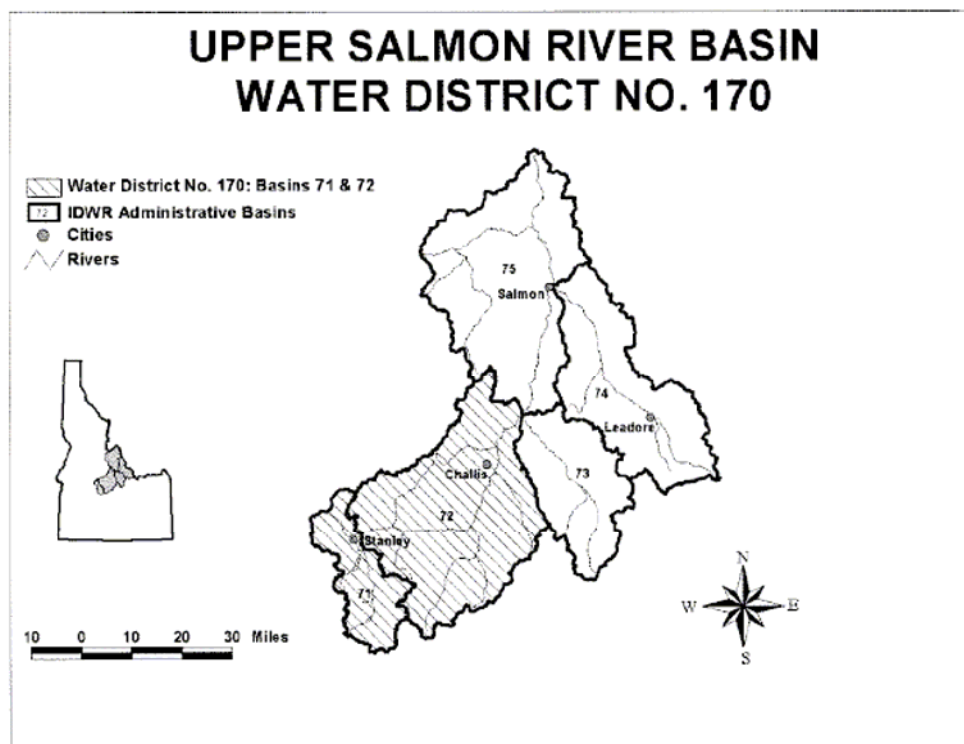 UPPER SALMON RIVER BASIN
WATER DISTRICT NO. 170
Water District No. 170: Basins 71 & 72
72 IDWR Administrative Basins
Cities
Rivers
75
Salmon
74
Leadore
73
Challis
72
Stanley
71
N
W E
S
10 0 10 20 30 Miles